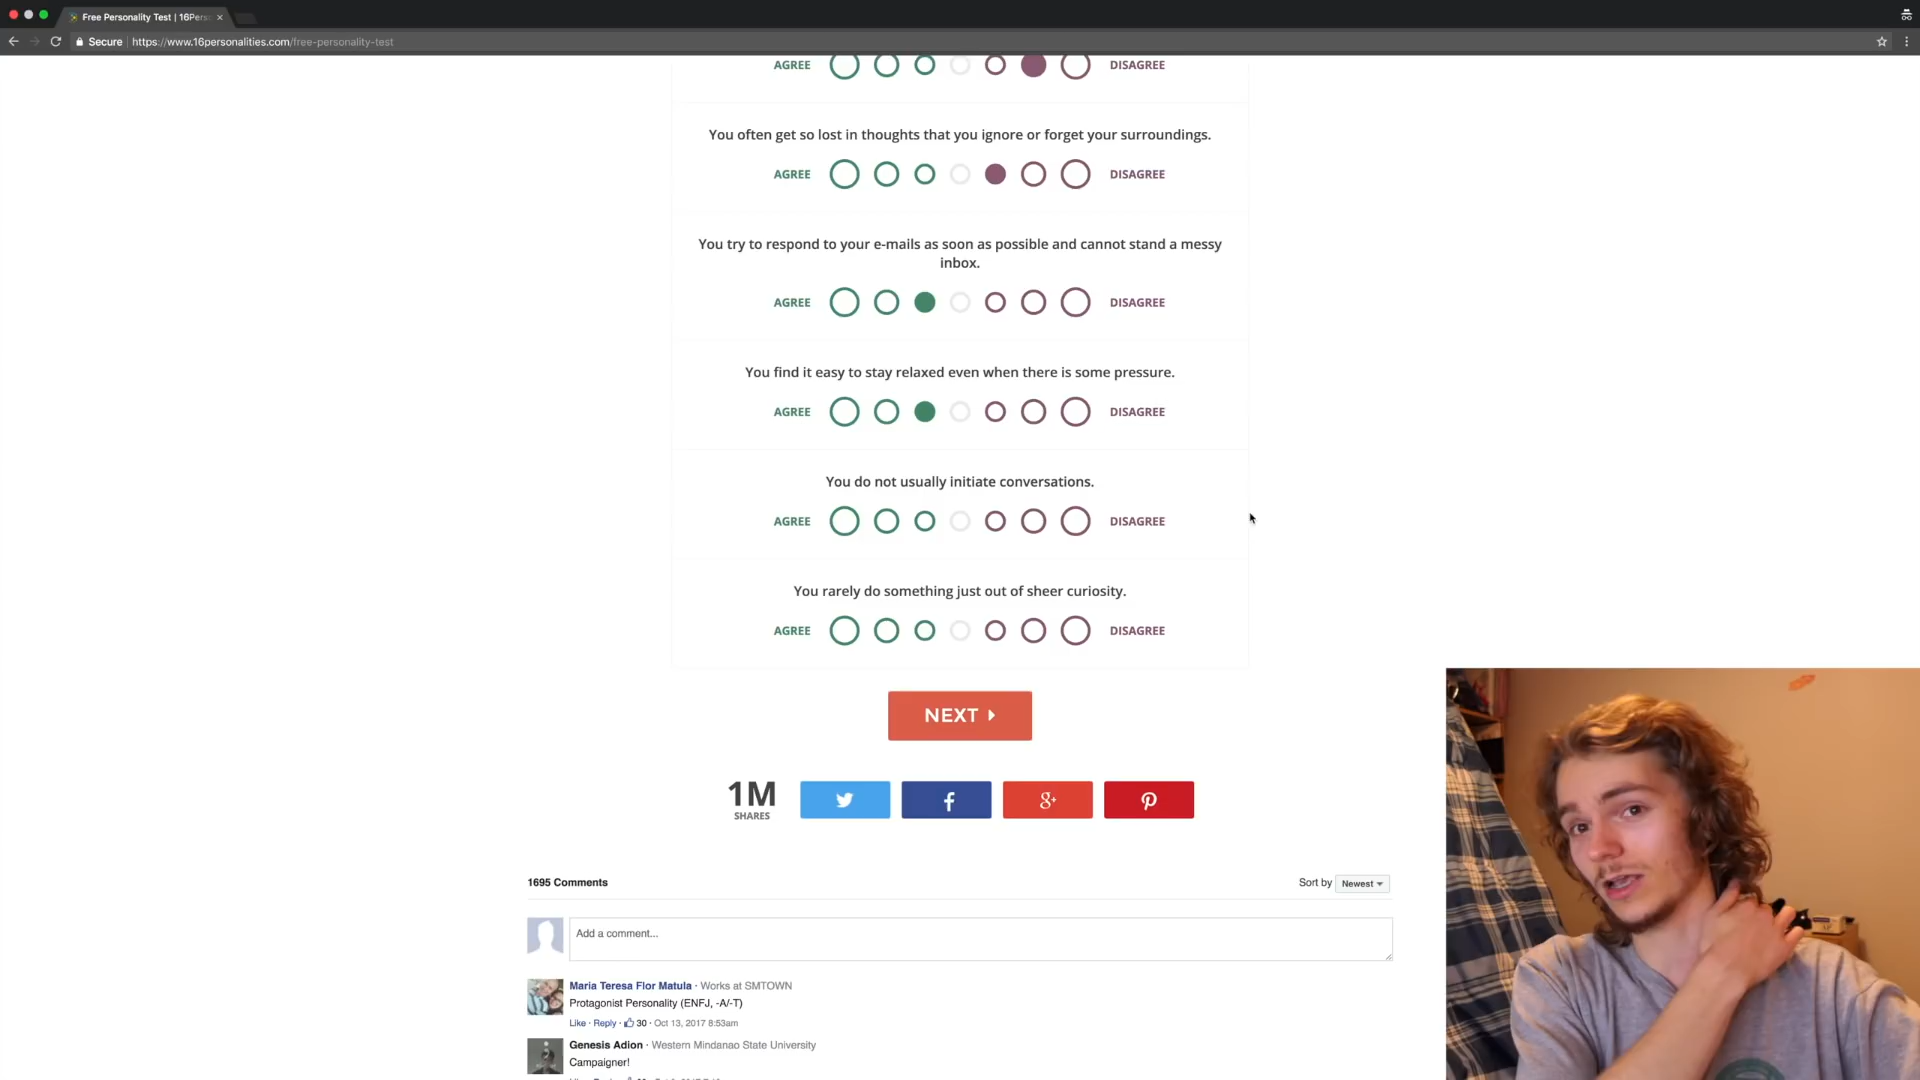 Free Personality Test | 16Pers
Secure
https://www.16personalities.com/free-personality-test
AGREE
DISAGREE
You often get so lost in thoughts that you ignore or forget your surroundings.
AGREE
DISAGREE
You try to respond to your e-mails as soon as possible and cannot stand a messy
inbox.
AGREE
DISAGREE
You find it easy to stay relaxed even when there is some pressure.
AGREE
DISAGREE
You do not usually initiate conversations.
AGREE
DISAGREE
You rarely do something just out of sheer curiosity.
AGREE
DISAGREE
NEXT
1M
SHARES
1695 Comments
Sort by Newest
Add a comment...
Maria Teresa Flor Matula · Works at SMTOWN
Protagonist Personality (ENFJ, -A/-T)
Like · Reply · 30 · Oct 13, 2017 8:53am
Genesis Adion · Western Mindanao State University
Campaigner!